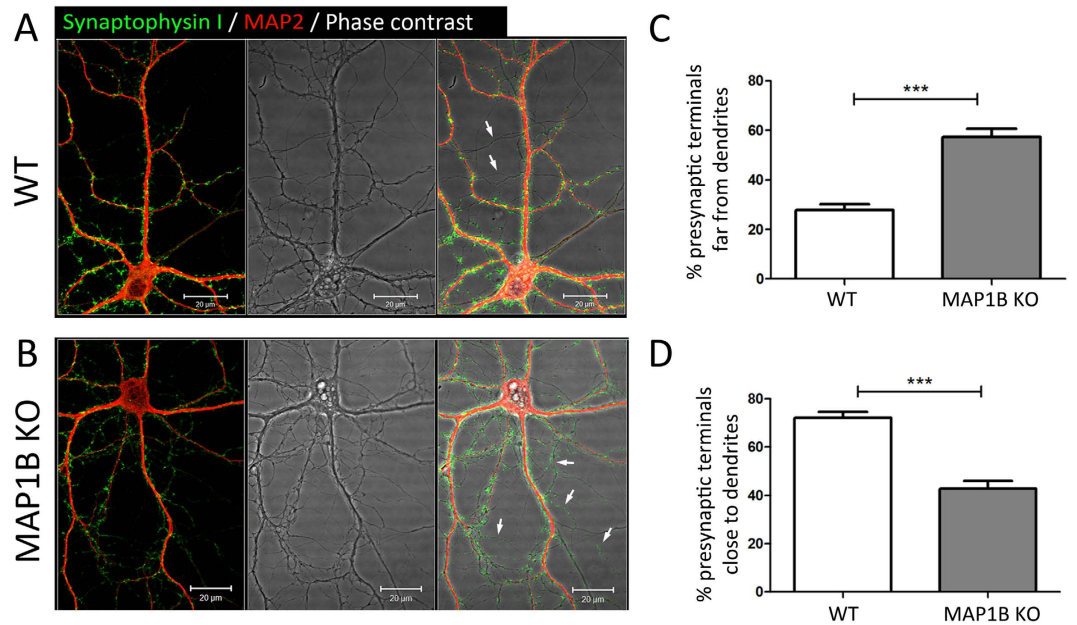 A
Synaptophysin I / MAP2 / Phase contrast
WT
20 µm
20 µm
20 µm
B
MAP1B KO
20 µm
20 µm
20 µm
C
% presynaptic terminals
far from dendrites
80
60
40
20
0
***
WT
MAP1B KO
D
% presynaptic terminals
close to dendrites
80
60
40
20
0
***
WT
MAP1B KO